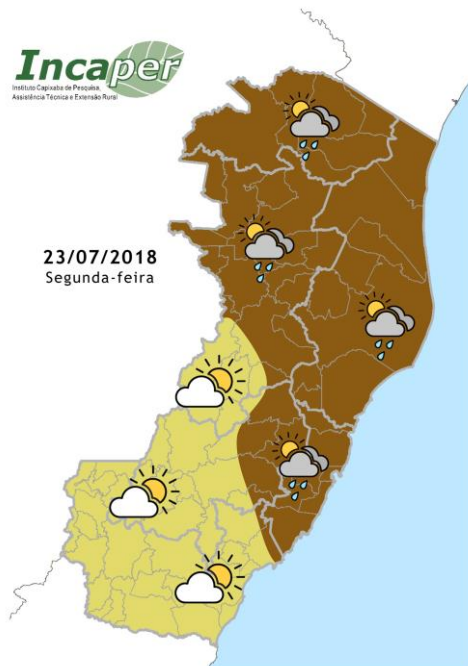 Incaper
Instituto Capixaba de Pesquisa,
Assistência Técnica e Extensão Rural
23/07/2018
Segunda-feira